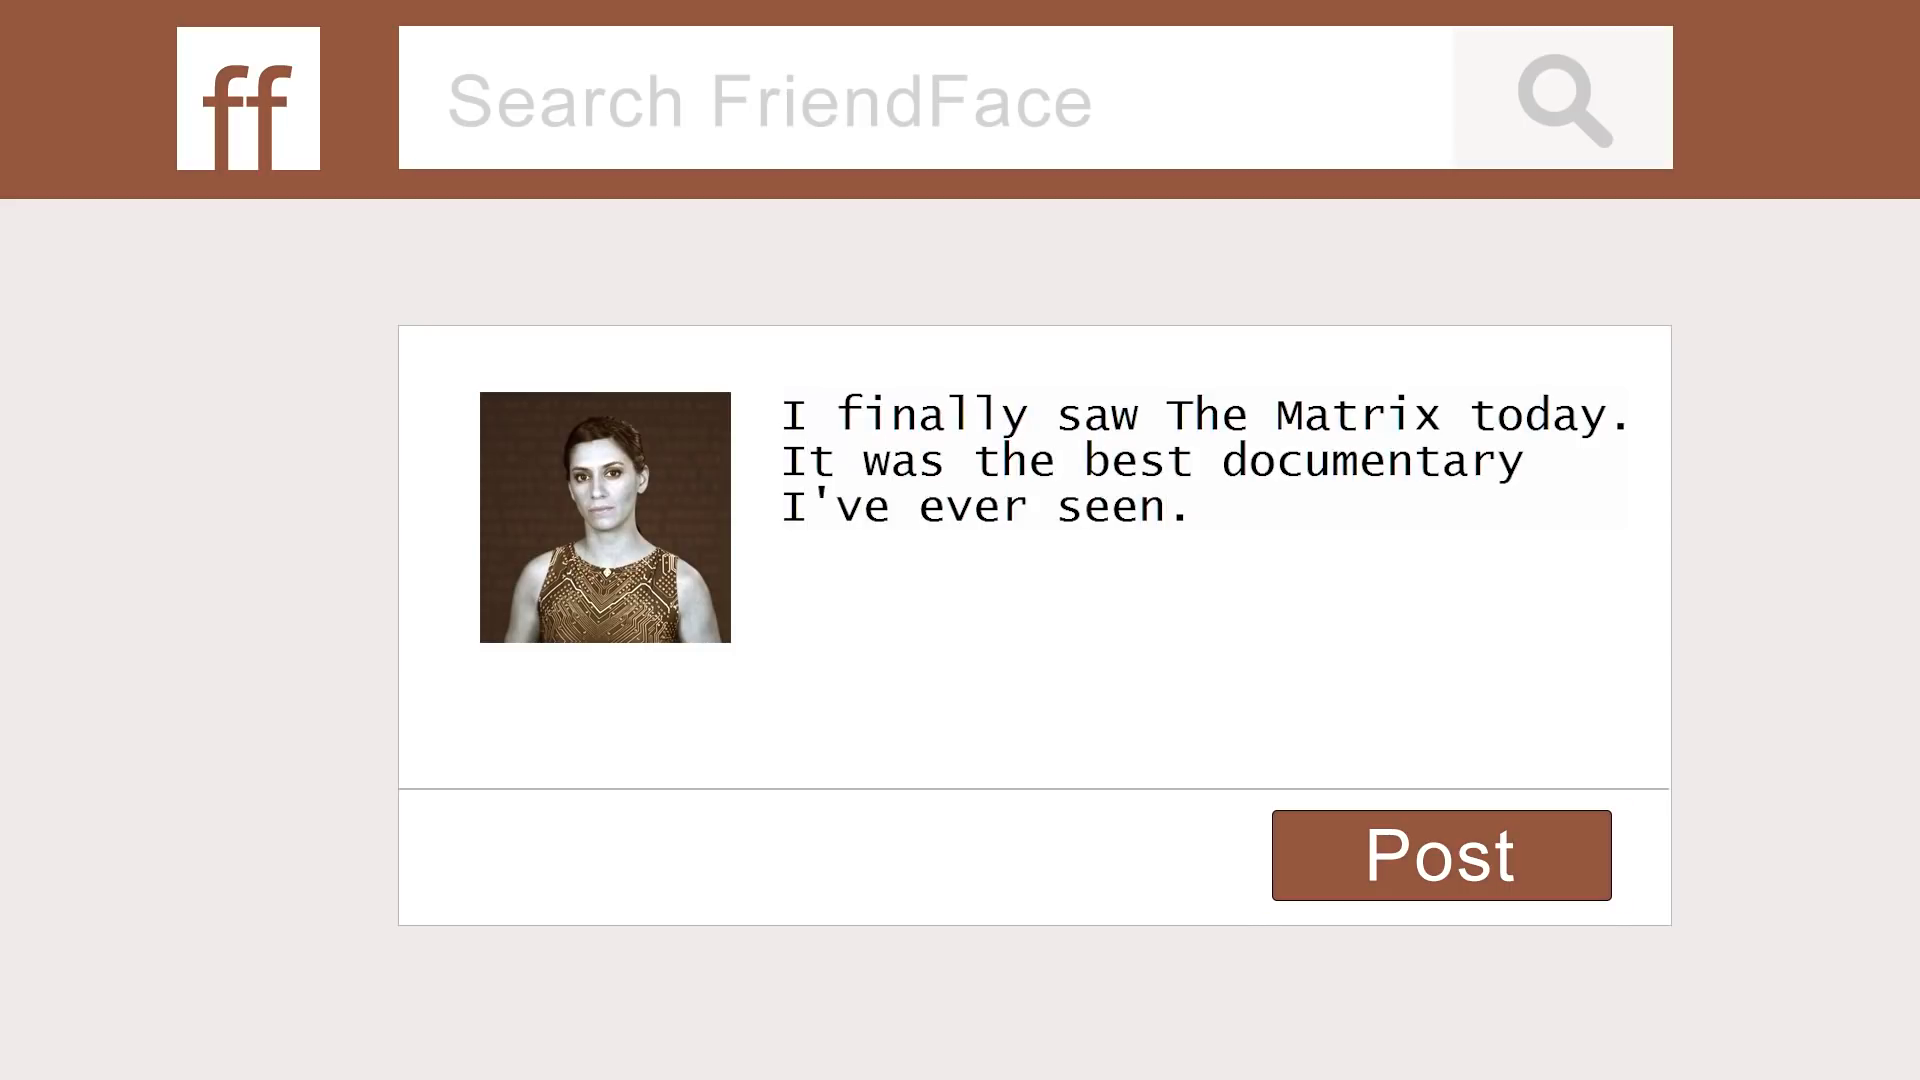 ff
Search FriendFace
I finally saw The Matrix today.
It was the best documentary
I've ever seen.
Post